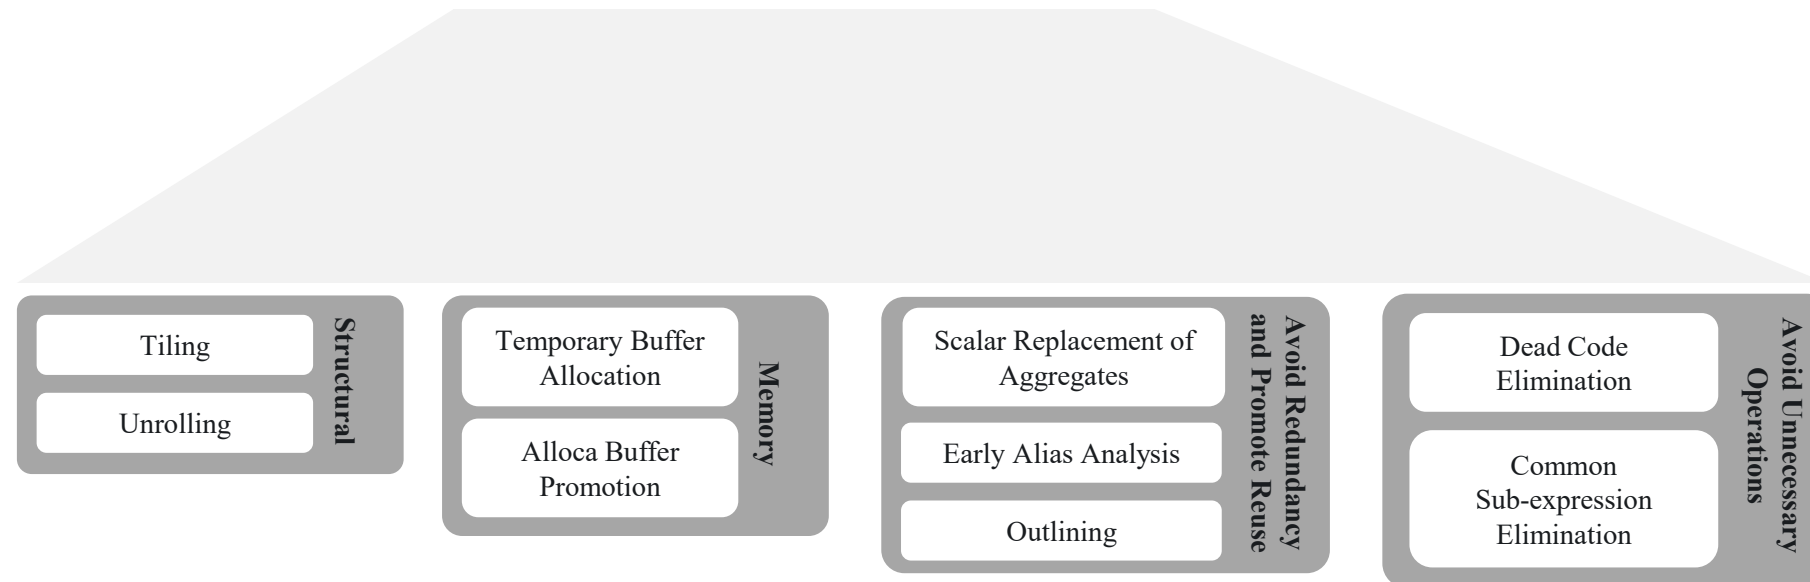 Tiling
Unrolling
Structural
Temporary Buffer
Allocation
Alloca Buffer
Promotion
Memory
Scalar Replacement of
Aggregates
Early Alias Analysis
Outlining
Avoid Redundancy
and Promote Reuse
Dead Code
Elimination
Common
Sub-expression
Elimination
Avoid Unnecessary
Operations